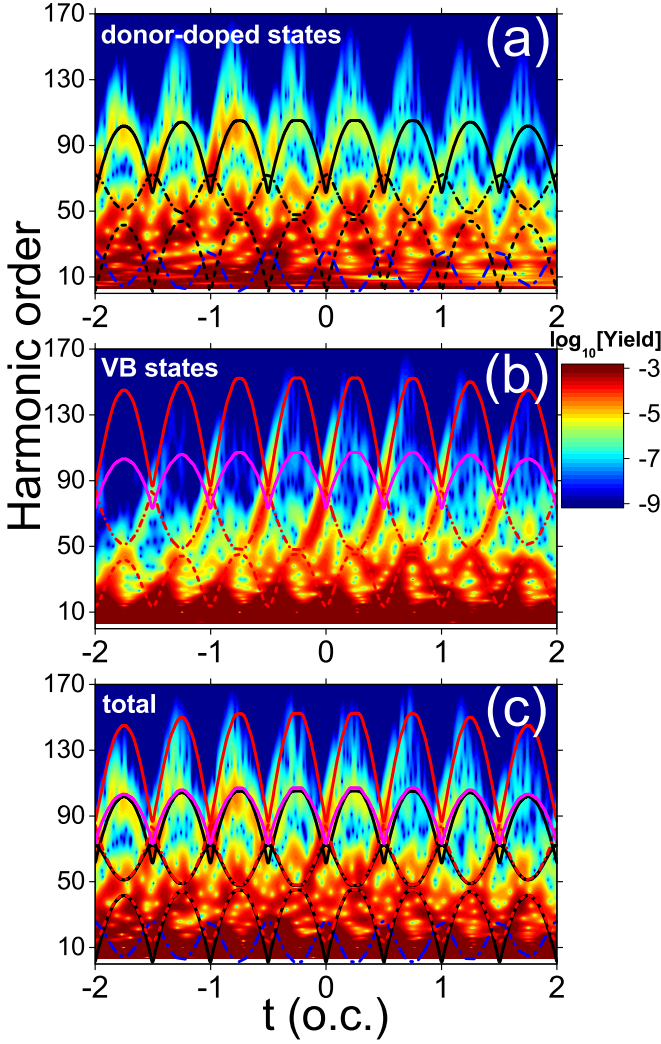 donor-doped states (a)
170
130
90
50
10
-2 -1 0 1 2
VB states (b)
170
130
90
50
10
-2 -1 0 1 2
log10[Yield]
-3
-5
-7
-9
total (c)
170
130
90
50
10
-2 -1 0 1 2
Harmonic order
t (o.c.)